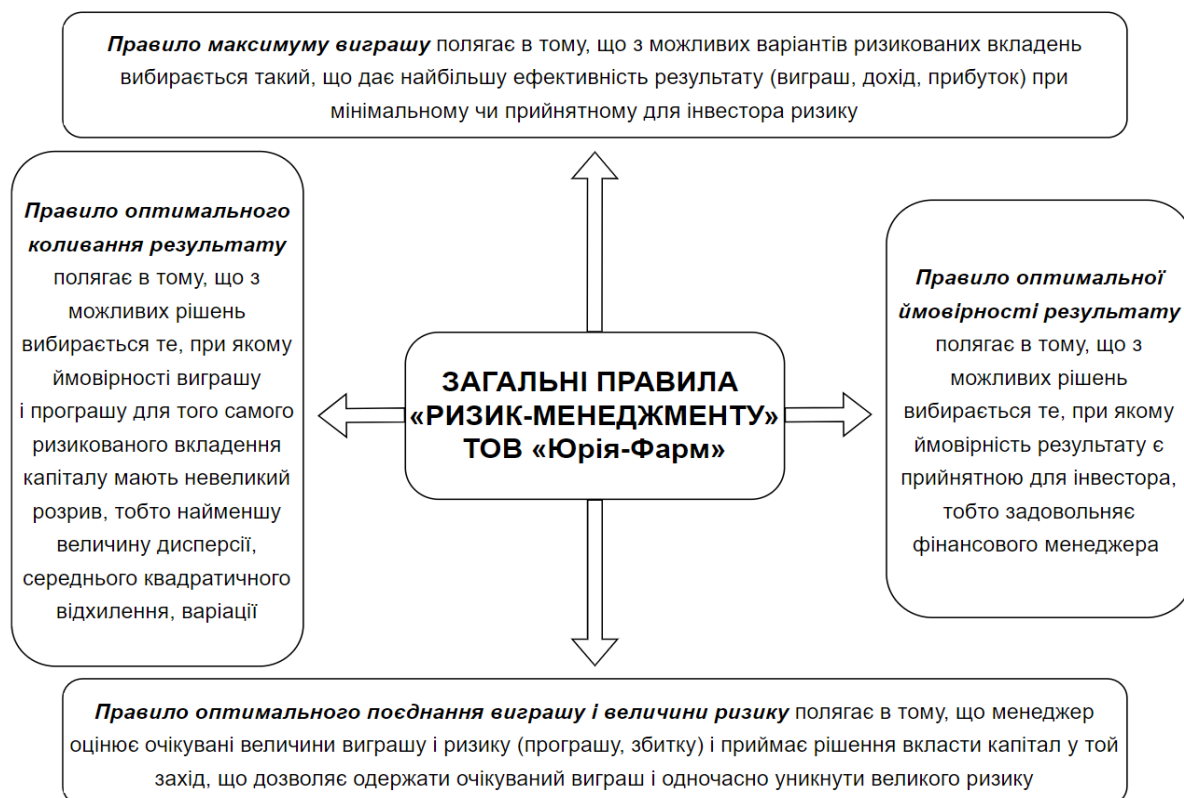 Правило максимуму виграшу полягає в тому, що з можливих варіантів ризикованих вкладень
вибирається такий, що дає найбільшу ефективність результату (виграш, дохід, прибуток) при
мінімальному чи прийнятному для інвестора ризику
Правило оптимального
коливання результату
полягає в тому, що з
можливих рішень
вибирається те, при якому
ймовірності виграшу
і програшу для того самого
ризикованого вкладення
капіталу мають невеликий
розрив, тобто найменшу
величину дисперсії,
середнього квадратичного
відхилення, варіації
ЗАГАЛЬНІ ПРАВИЛА
«РИЗИК-МЕНЕДЖМЕНТУ»
ТОВ «Юрія-Фарм»
Правило оптимальної
ймовірності результату
полягає в тому, що з
можливих рішень
вибирається те, при якому
ймовірність результату є
прийнятною для інвестора,
тобто задовольняє
фінансового менеджера
Правило оптимального поєднання виграшу і величини ризику полягає в тому, що менеджер
оцінює очікувані величини виграшу і ризику (програшу, збитку) і приймає рішення вкласти капітал у той
захід, що дозволяє одержати очікуваний виграш і одночасно уникнути великого ризику